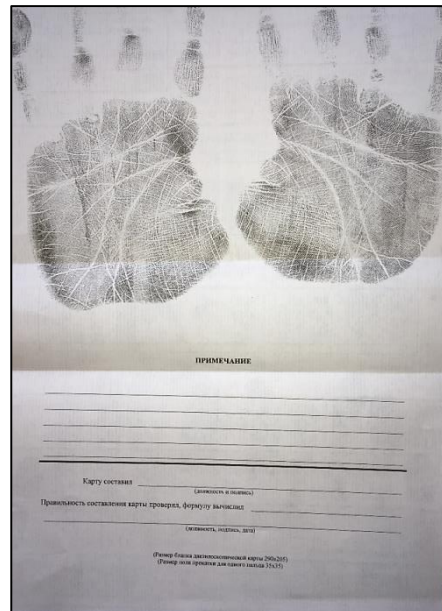 ПРИМЕЧАНИЕ
Карту составил
(должность и подпись)
Правильность составления карты проверил, формулу вычислил
(должность, подпись, дата)
(Размер бланка дактилоскопической карты 290х205)
(Размер поля прокатки для одного пальца 35х35)